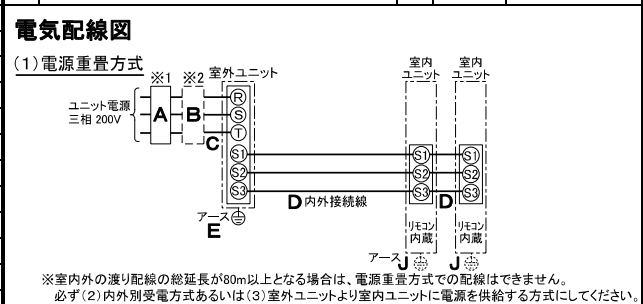 電気配線図
(1)電源重畳方式
※1 ※2 室外ユニット
室内ユニット 室内ユニット
ユニット電源
三相 200V
A B C
R
S
T
S1
S2
S3
S1 S1
S2 S2
S3 S3
D 内外接続線 D
リモコン内蔵 リモコン内蔵
アース
E
アース J J
※室内外の渡り配線の総延長が80m以上となる場合は、電源重畳方式での配線はできません。
必ず(2)内外別受電方式あるいは(3)室外ユニットより室内ユニットに電源を供給する方式にしてください。